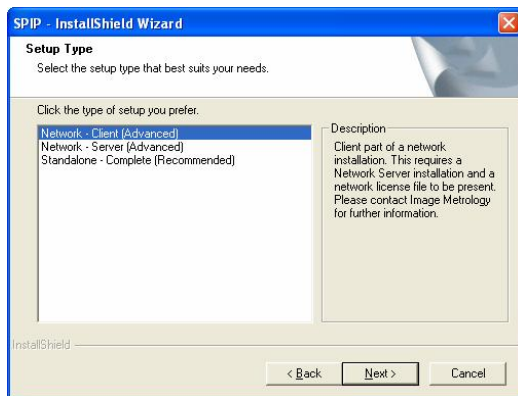 SPIP - InstallShield Wizard
Setup Type
Select the setup type that best suits your needs.
Click the type of setup you prefer.
Network - Client (Advanced)
Network - Server (Advanced)
Standalone - Complete (Recommended)
Description
Client part of a network
installation. This requires a
Network Server installation and a
network license file to be present.
Please contact Image Metrology
for further information.
InstallShield
< Back
Next >
Cancel